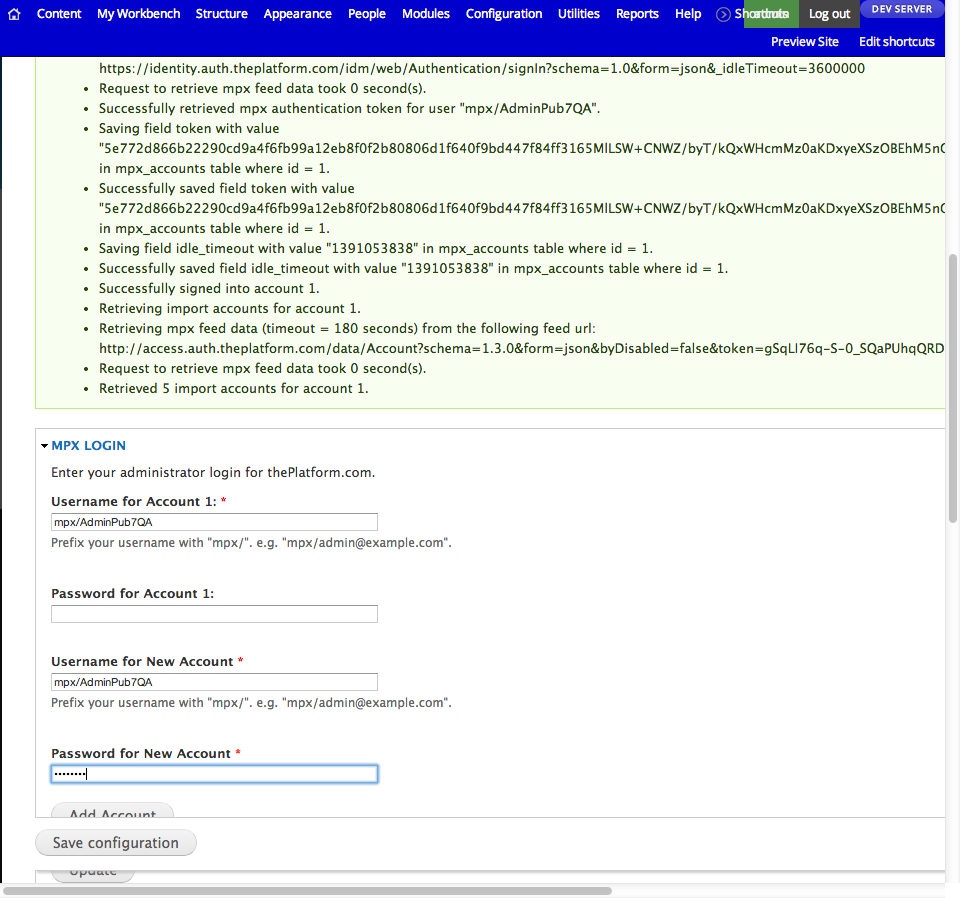 Content My Workbench Structure Appearance People Modules Configuration Utilities Reports Help Shortcuts Log out DEV SERVER
Preview Site Edit shortcuts
https://identity.auth.theplatform.com/idm/web/Authentication/signIn?schema=1.0&form=json&_idleTimeout=3600000
• Request to retrieve mpx feed data took 0 second(s).
• Successfully retrieved mpx authentication token for user "mpx/AdminPub7QA".
• Saving field token with value
"5e772d866b22290cd9a4f6fb99a12eb8f0f2b80806d1f640f9bd447f84ff3165MlLSW+CNWZ/byT/kQxWHcmMz0aKDxyeXSzOBEhM5nC
in mpx_accounts table where id = 1.
• Successfully saved field token with value
"5e772d866b22290cd9a4f6fb99a12eb8f0f2b80806d1f640f9bd447f84ff3165MlLSW+CNWZ/byT/kQxWHcmMz0aKDxyeXSzOBEhM5nC
in mpx_accounts table where id = 1.
• Saving field idle_timeout with value "1391053838" in mpx_accounts table where id = 1.
• Successfully saved field idle_timeout with value "1391053838" in mpx_accounts table where id = 1.
• Successfully signed into account 1.
• Retrieving import accounts for account 1.
• Retrieving mpx feed data (timeout = 180 seconds) from the following feed url:
http://access.auth.theplatform.com/data/Account?schema=1.3.0&form=json&byDisabled=false&token=gSqLI76q-S-0_SQaPUhqQRD
• Request to retrieve mpx feed data took 0 second(s).
• Retrieved 5 import accounts for account 1.
MPX LOGIN
Enter your administrator login for thePlatform.com.
Username for Account 1: *
mpx/AdminPub7QA
Prefix your username with "mpx/". e.g. "mpx/admin@example.com".
Password for Account 1:
Username for New Account *
mpx/AdminPub7QA
Prefix your username with "mpx/". e.g. "mpx/admin@example.com".
Password for New Account *
••••••••
Add Account
Save configuration
Update